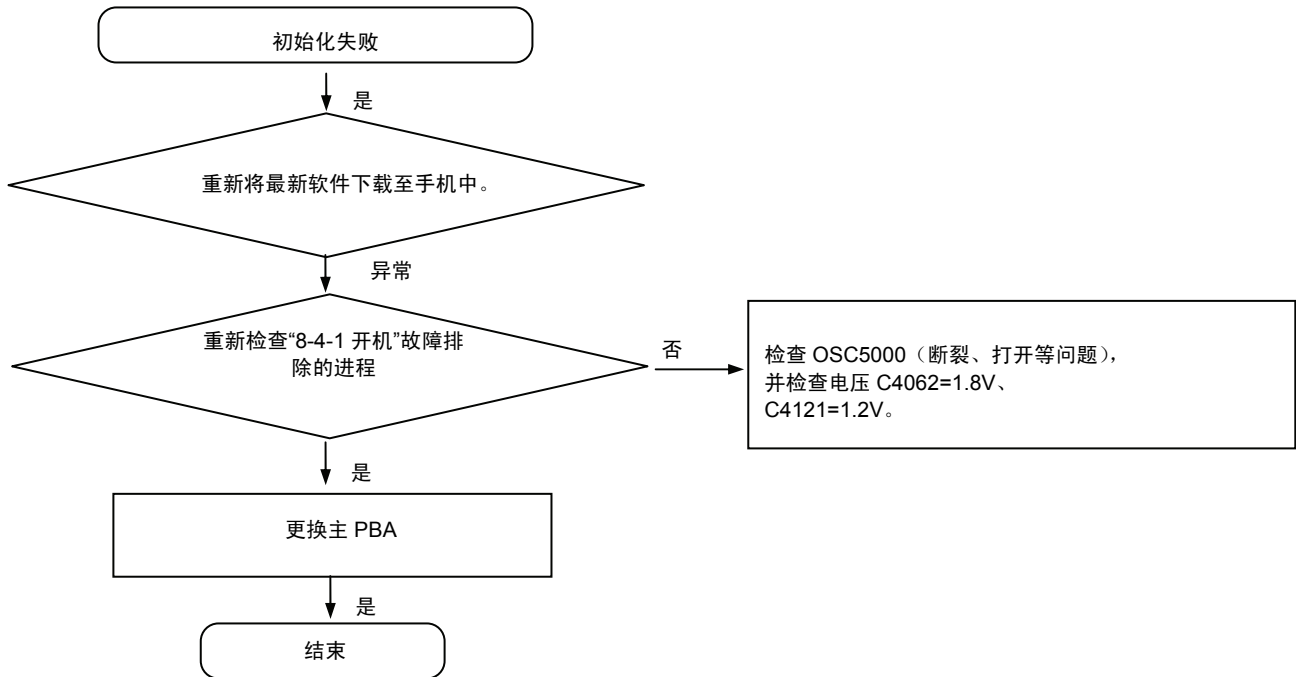 初始化失败
是
重新将最新软件下载至手机中。
异常
重新检查“8-4-1 开机”故障排
除的进程
否
检查 OSC5000（断裂、打开等问题），
并检查电压 C4062=1.8V、
C4121=1.2V。
是
更换主 PBA
是
结束